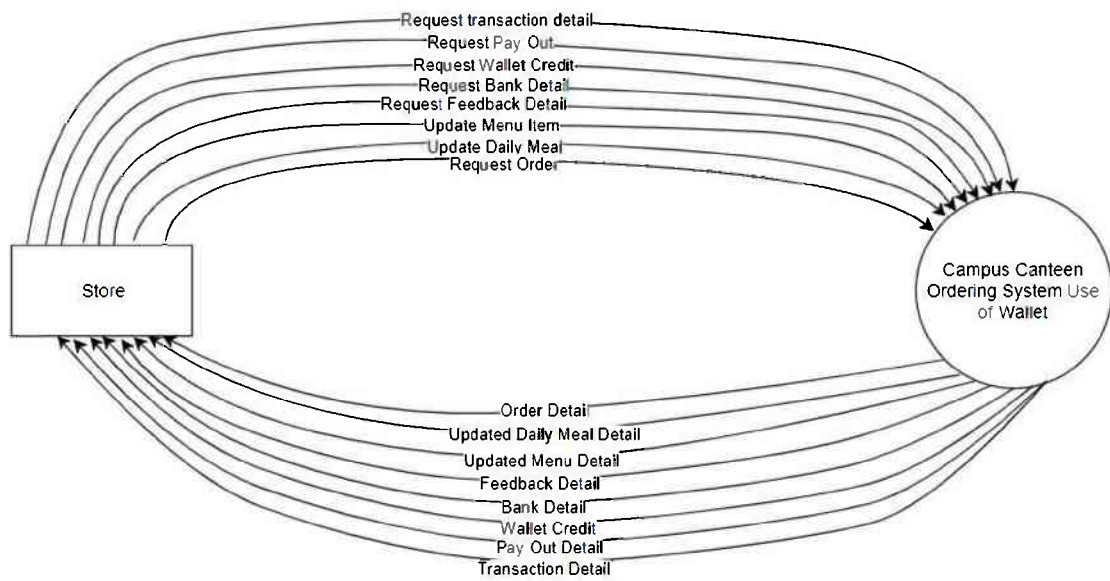 Request transaction detail
Request Pay Out
Request Wallet Credit
Request Bank Detail
Request Feedback Detail
Update Menu Item
Update Daily Meal
Request Order
Store
Campus Canteen
Ordering System Use
of Wallet
Order Detail
Updated Daily Meal Detail
Updated Menu Detail
Feedback Detail
Bank Detail
Wallet Credit
Pay Out Detail
Transaction Detail